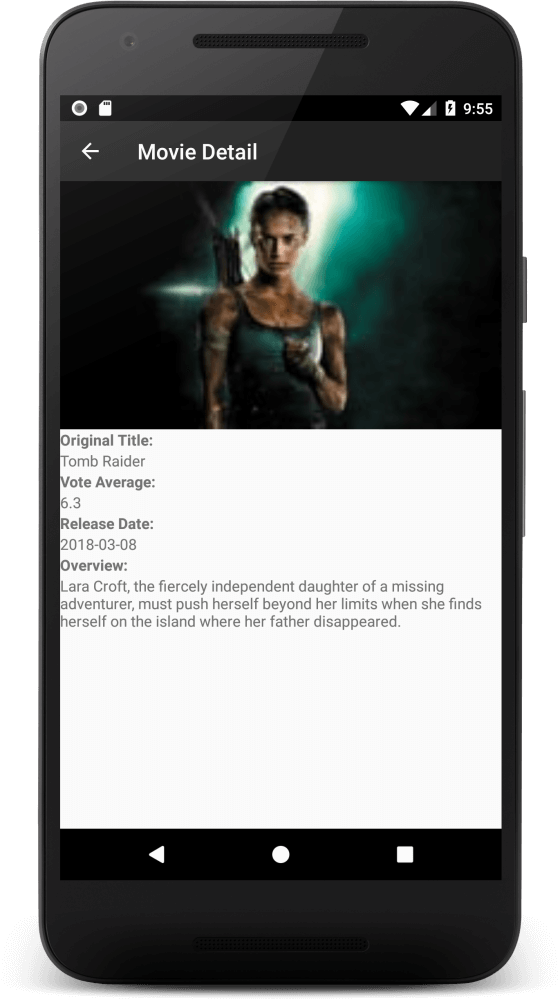 9:55
Movie Detail
Original Title:
Tomb Raider
Vote Average:
6.3
Release Date:
2018-03-08
Overview:
Lara Croft, the fiercely independent daughter of a missing
adventurer, must push herself beyond her limits when she finds
herself on the island where her father disappeared.